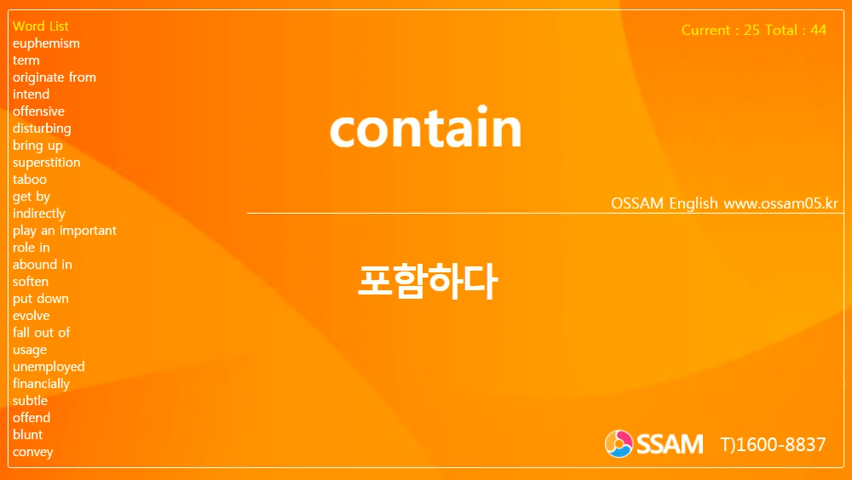 Word List
euphemism
term
originate from
intend
offensive
disturbing
bring up
superstition
taboo
get by
indirectly
play an important
role in
abound in
soften
put down
evolve
fall out of
usage
unemployed
financially
subtle
offend
blunt
convey
Current : 25 Total : 44
contain
OSSAM English www.ossam05.kr
포함하다
OSSAM T)1600-8837